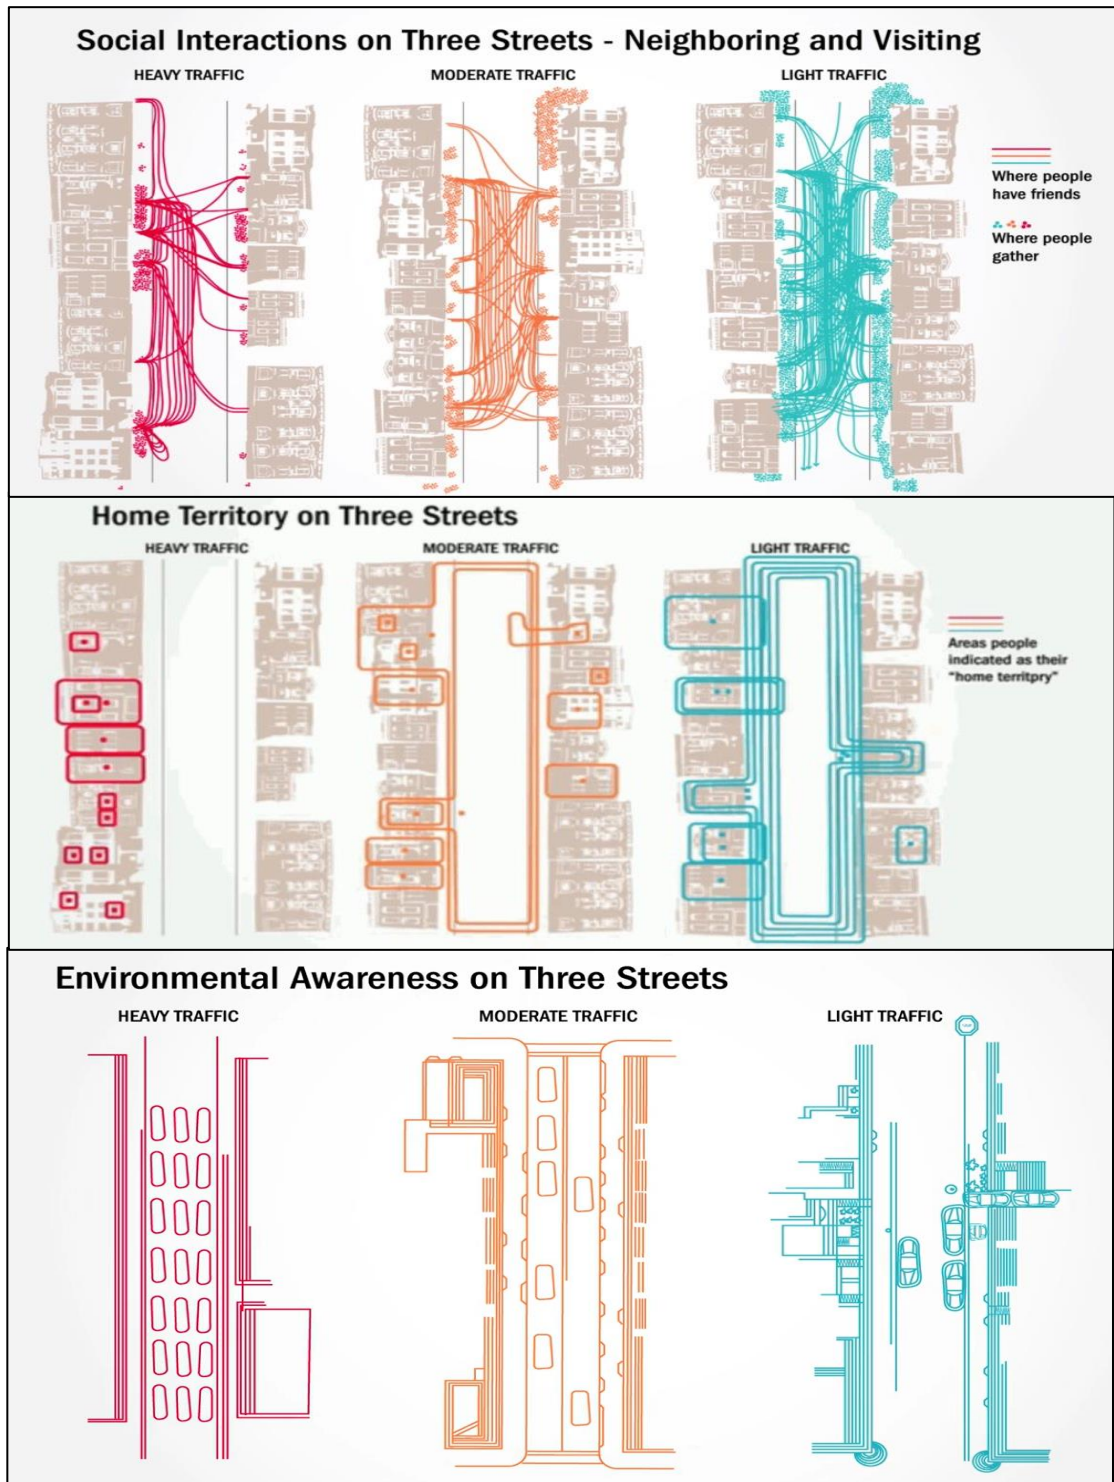 Social Interactions on Three Streets - Neighboring and Visiting
HEAVY TRAFFIC
MODERATE TRAFFIC
LIGHT TRAFFIC
Where people
have friends
Where people
gather
Home Territory on Three Streets
HEAVY TRAFFIC
MODERATE TRAFFIC
LIGHT TRAFFIC
Areas people
indicated as their
"home territpry"
Environmental Awareness on Three Streets
HEAVY TRAFFIC
MODERATE TRAFFIC
LIGHT TRAFFIC